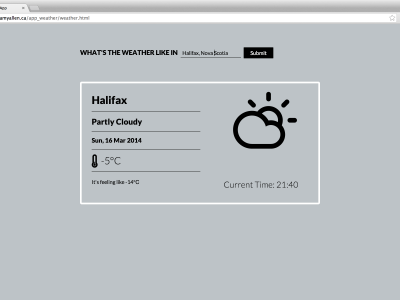 App
amyallen.ca/app_weather/weather.html
WHAT'S THE WEATHER LIKE IN Halifax, Nova Scotia Submit
Halifax
Partly Cloudy
Sun, 16 Mar 2014
-5°C
It's feeling like -14°C
Current Time: 21:40